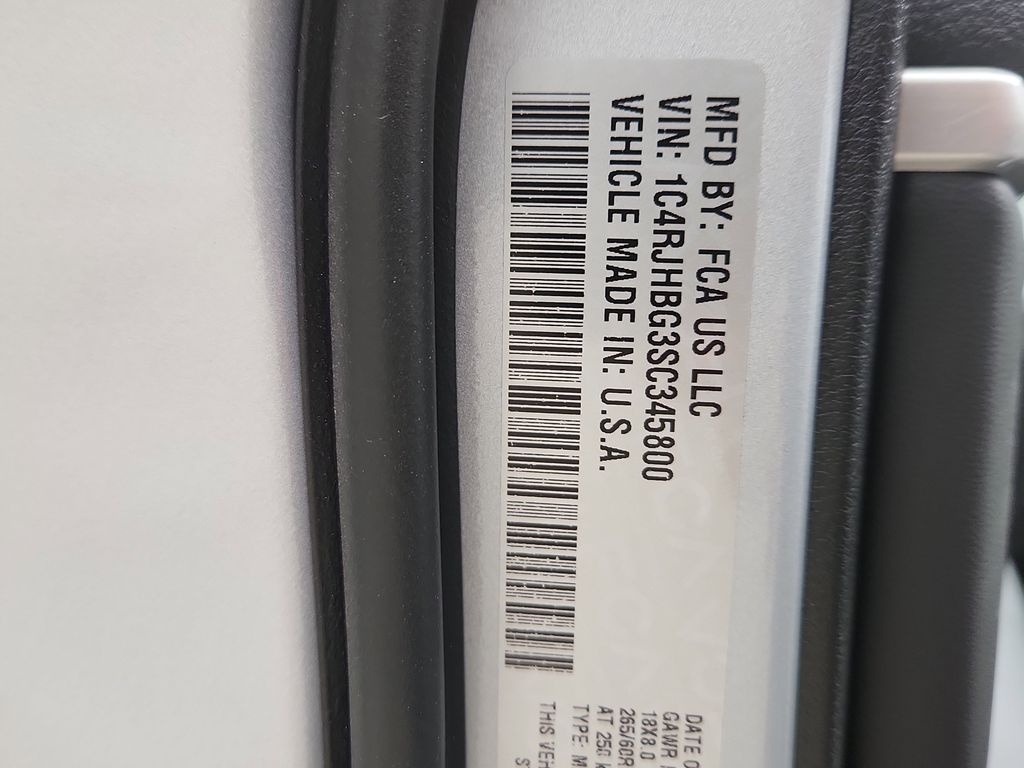 MFD BY: FCA US LLC
VIN: 1C4RJHBG3SC345800
VEHICLE MADE IN: U.S.A.
DATE O
GAWR
18X8.0
265/60R
AT 250
TYPE:
THIS VEH